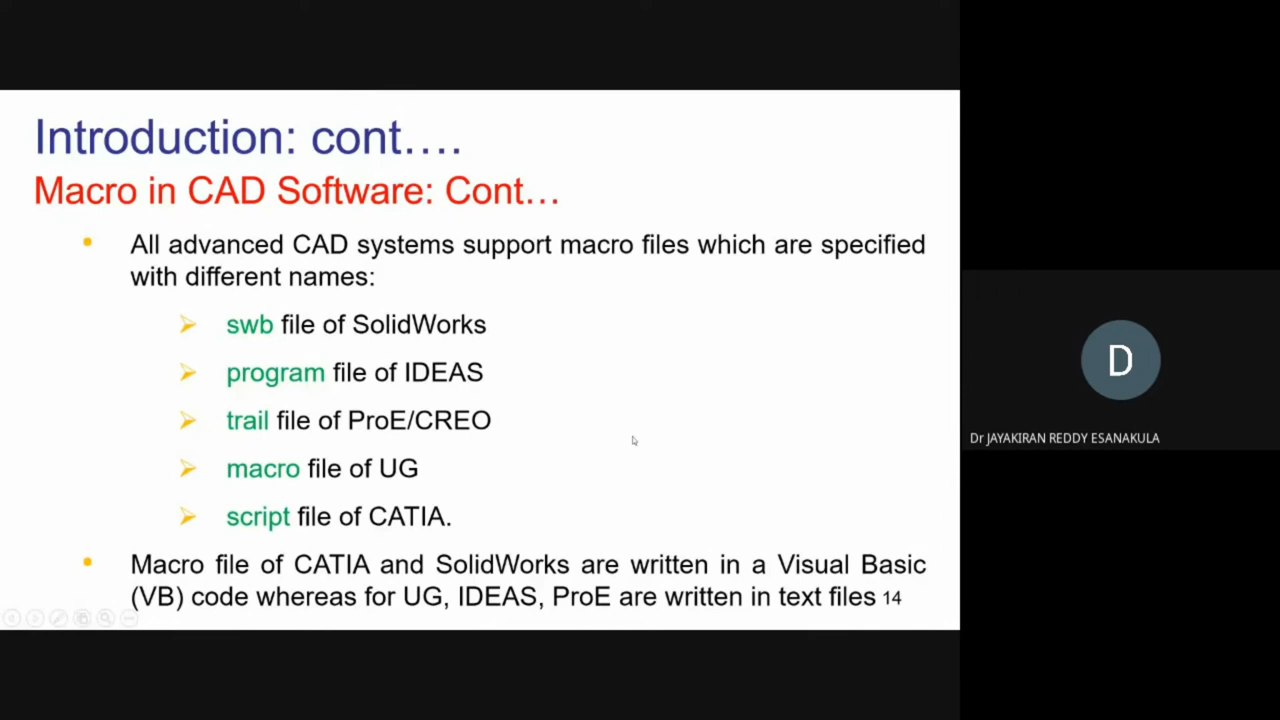 Introduction: cont….
Macro in CAD Software: Cont…
• All advanced CAD systems support macro files which are specified
with different names:
➢ swb file of SolidWorks
➢ program file of IDEAS
➢ trail file of ProE/CREO
➢ macro file of UG
➢ script file of CATIA.
• Macro file of CATIA and SolidWorks are written in a Visual Basic
(VB) code whereas for UG, IDEAS, ProE are written in text files 14
D
Dr JAYAKIRAN REDDY ESANAKULA